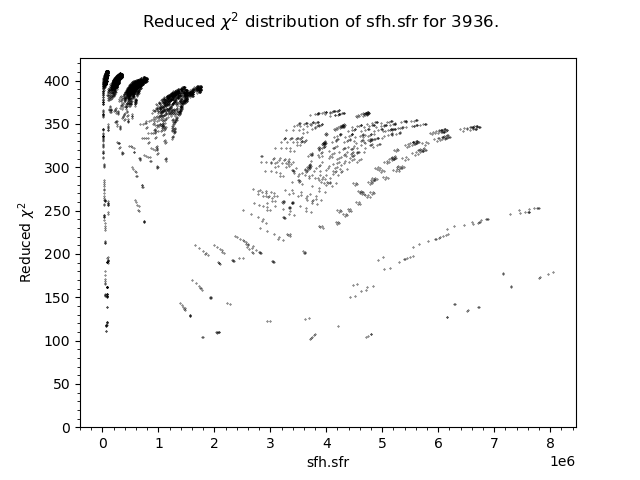 Reduced χ² distribution of sfh.sfr for 3936.
400
350
300
250
200
150
100
50
0
Reduced χ²
0 1 2 3 4 5 6 7 8
sfh.sfr
1e6